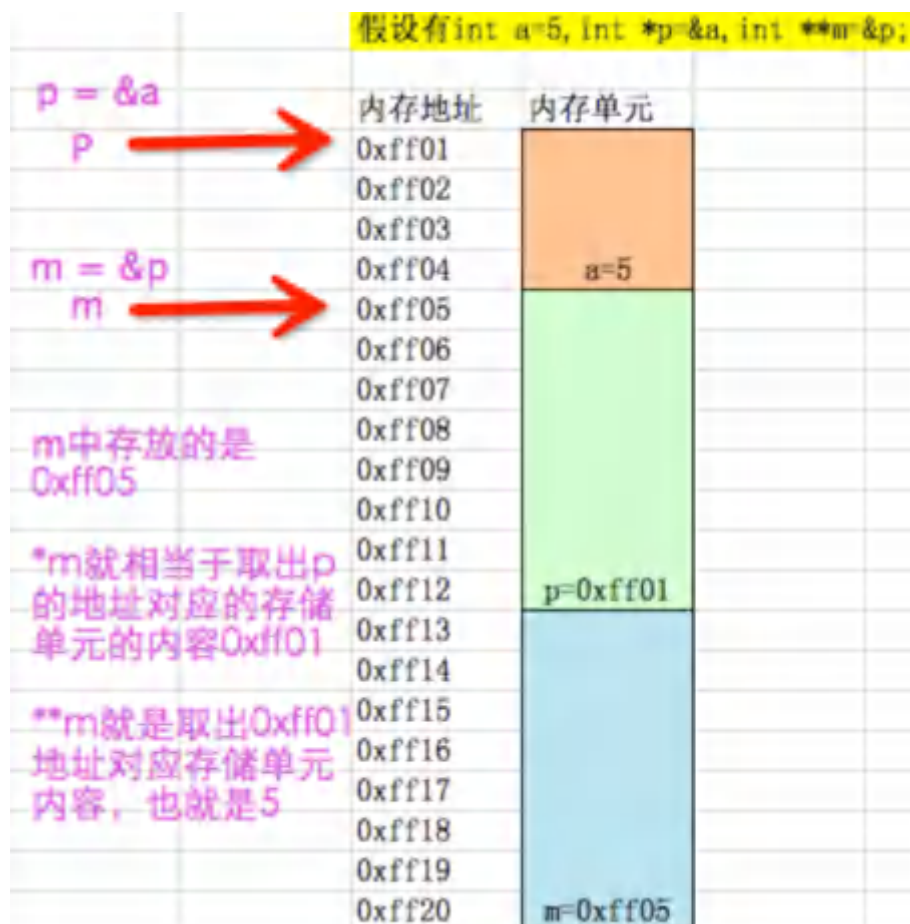 假设有int a=5,int *p=&a,int **m=&p;
p = &a
内存地址 内存单元
P
0xff01
0xff02
0xff03
m = &p
0xff04 a=5
m
0xff05
0xff06
0xff07
0xff08
m中存放的是
0xff05
0xff09
0xff10
0xff11
*m就相当于取出p
的地址对应的存储
单元的内容0xff01
0xff12 p=0xff01
0xff13
0xff14
0xff15
**m就是取出0xff01
地址对应存储单元
内容，也就是5
0xff16
0xff17
0xff18
0xff19
0xff20 m=0xff05